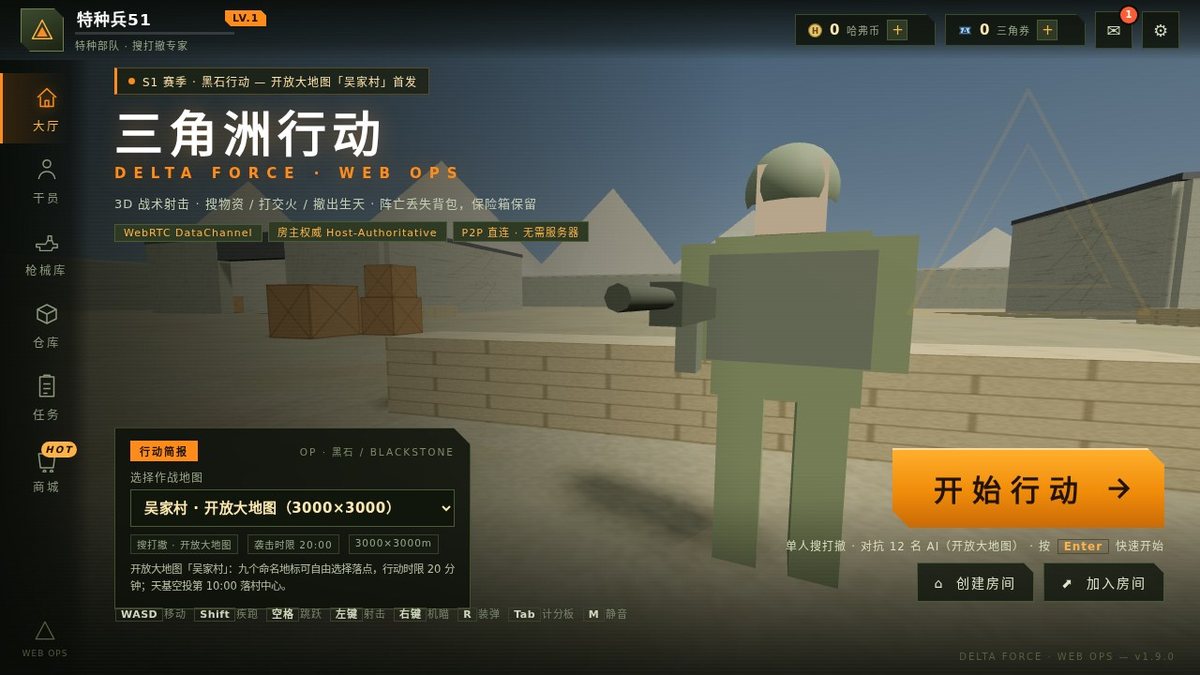 特种兵51
LV.1
特种部队 · 搜打撤专家
H 0 哈弗币 +
0 三角券 +
1
大厅
干员
枪械库
仓库
任务
HOT
商城
WEB OPS
S1 赛季 · 黑石行动 — 开放大地图「吴家村」首发
三角洲行动
DELTA FORCE · WEB OPS
3D 战术射击 · 搜物资 / 打交火 / 撤出生天 · 阵亡丢失背包，保险箱保留
WebRTC DataChannel
房主权威 Host-Authoritative
P2P 直连 · 无需服务器
行动简报
OP · 黑石 / BLACKSTONE
选择作战地图
吴家村 · 开放大地图（3000×3000）
搜打撤 · 开放大地图
袭击时限 20:00
3000×3000m
开放大地图「吴家村」：九个命名地标可自由选择落点，行动时限 20 分
钟；天基空投第 10:00 落村中心。
WASD 移动 Shift 疾跑 空格 跳跃 左键 射击 右键 机瞄 R 装弹 Tab 计分板 M 静音
开始行动 →
单人搜打撤 · 对抗 12 名 AI（开放大地图） · 按 Enter 快速开始
创建房间
加入房间
DELTA FORCE · WEB OPS — v1.9.0